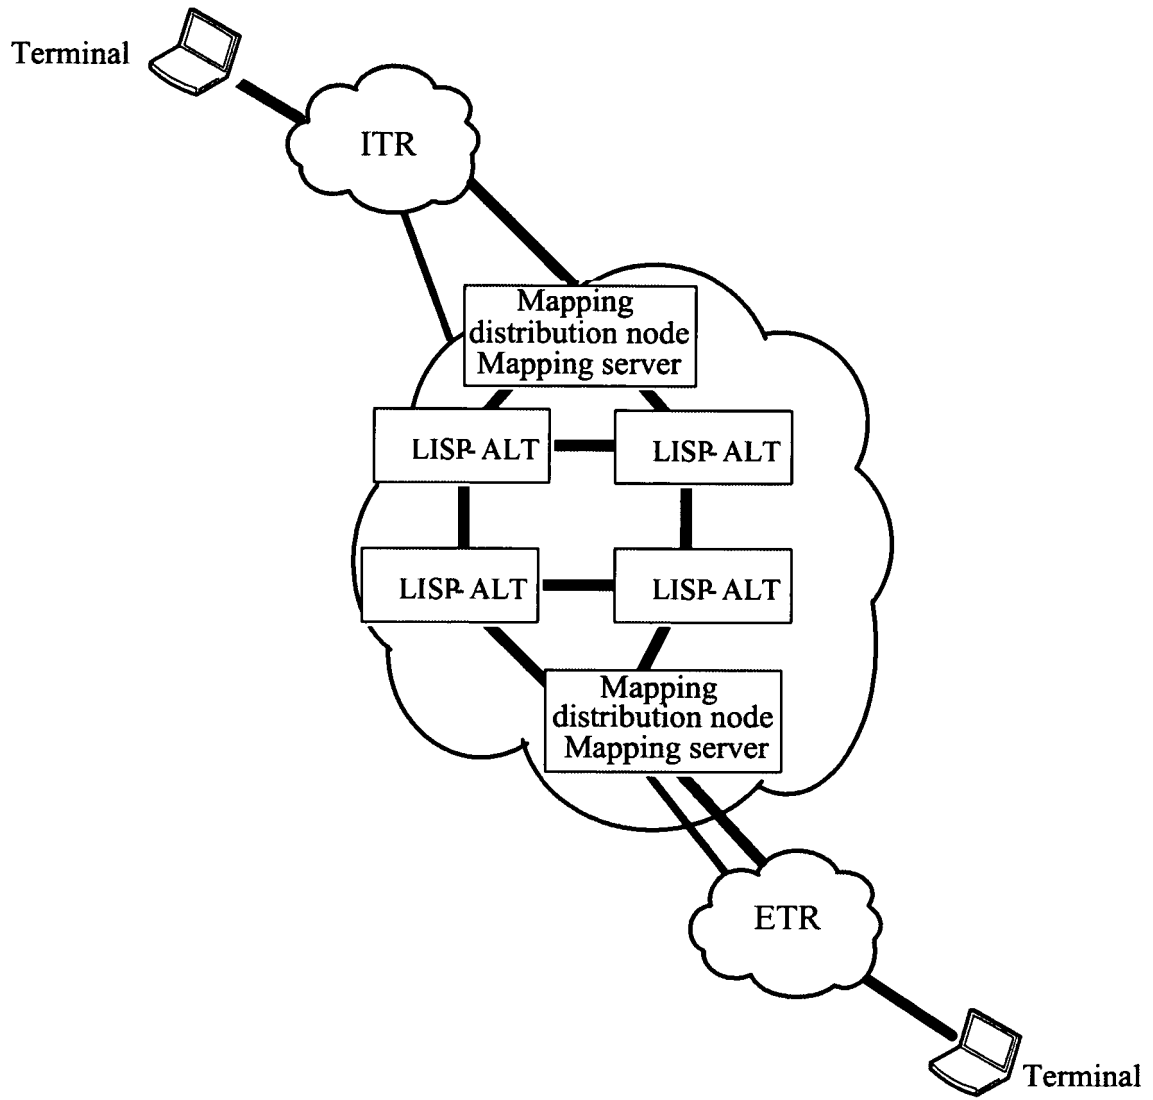 Terminal
ITR
Mapping
distribution node
Mapping server
LISP-ALT
LISP-ALT
LISP-ALT
LISP-ALT
Mapping
distribution node
Mapping server
ETR
Terminal